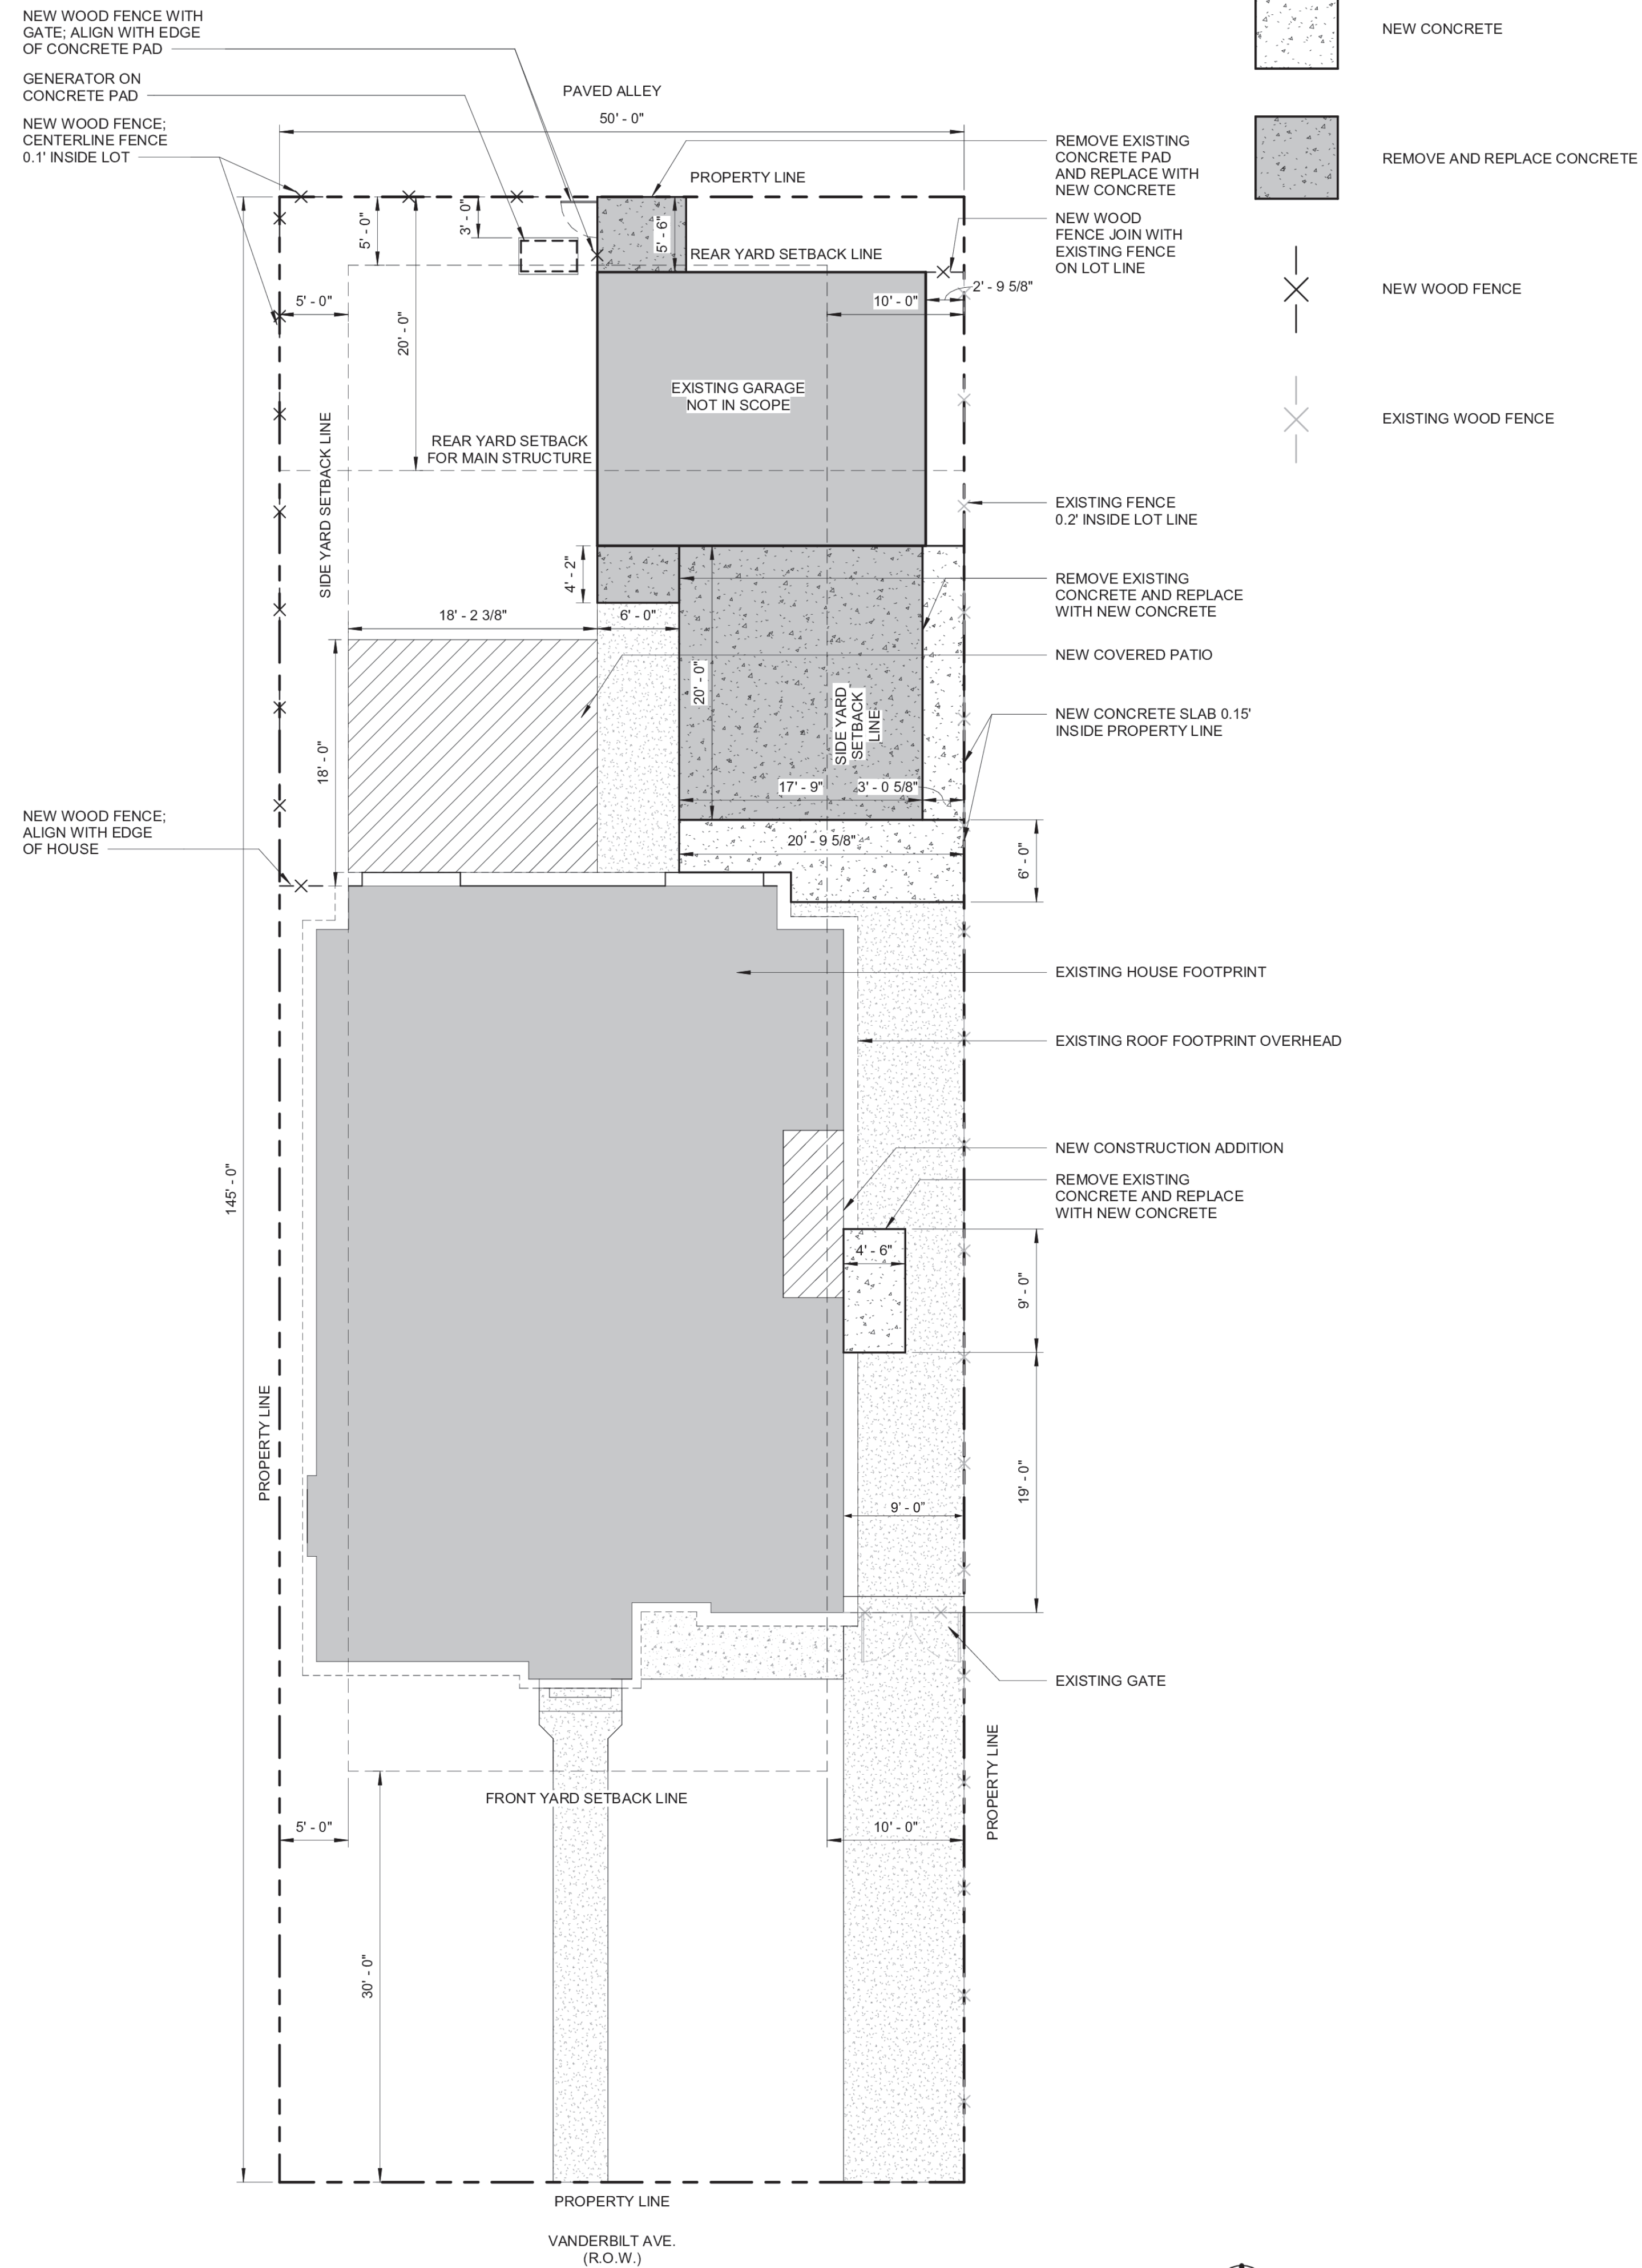 NEW WOOD FENCE WITH
GATE; ALIGN WITH EDGE
OF CONCRETE PAD
GENERATOR ON
CONCRETE PAD
NEW WOOD FENCE;
CENTERLINE FENCE
0.1' INSIDE LOT
PAVED ALLEY
50' - 0"
PROPERTY LINE
REMOVE EXISTING
CONCRETE PAD
AND REPLACE WITH
NEW CONCRETE
NEW WOOD
FENCE JOIN WITH
EXISTING FENCE
ON LOT LINE
NEW CONCRETE
REMOVE AND REPLACE CONCRETE
NEW WOOD FENCE
EXISTING WOOD FENCE
5' - 0"
3' - 0"
5' - 6"
REAR YARD SETBACK LINE
2' - 9 5/8"
5' - 0"
10' - 0"
20' - 0"
EXISTING GARAGE
NOT IN SCOPE
SIDE YARD SETBACK LINE
REAR YARD SETBACK
FOR MAIN STRUCTURE
EXISTING FENCE
0.2' INSIDE LOT LINE
4' - 2"
REMOVE EXISTING
CONCRETE AND REPLACE
WITH NEW CONCRETE
18' - 2 3/8"
6' - 0"
NEW COVERED PATIO
20' - 0"
SIDE YARD
SETBACK
LINE
NEW CONCRETE SLAB 0.15'
INSIDE PROPERTY LINE
18' - 0"
17' - 9"
3' - 0 5/8"
NEW WOOD FENCE;
ALIGN WITH EDGE
OF HOUSE
20' - 9 5/8"
6' - 0"
EXISTING HOUSE FOOTPRINT
EXISTING ROOF FOOTPRINT OVERHEAD
NEW CONSTRUCTION ADDITION
145' - 0"
REMOVE EXISTING
CONCRETE AND REPLACE
WITH NEW CONCRETE
4' - 6"
9' - 0"
PROPERTY LINE
19' - 0"
9' - 0"
EXISTING GATE
PROPERTY LINE
FRONT YARD SETBACK LINE
5' - 0"
10' - 0"
30' - 0"
PROPERTY LINE
VANDERBILT AVE.
(R.O.W.)